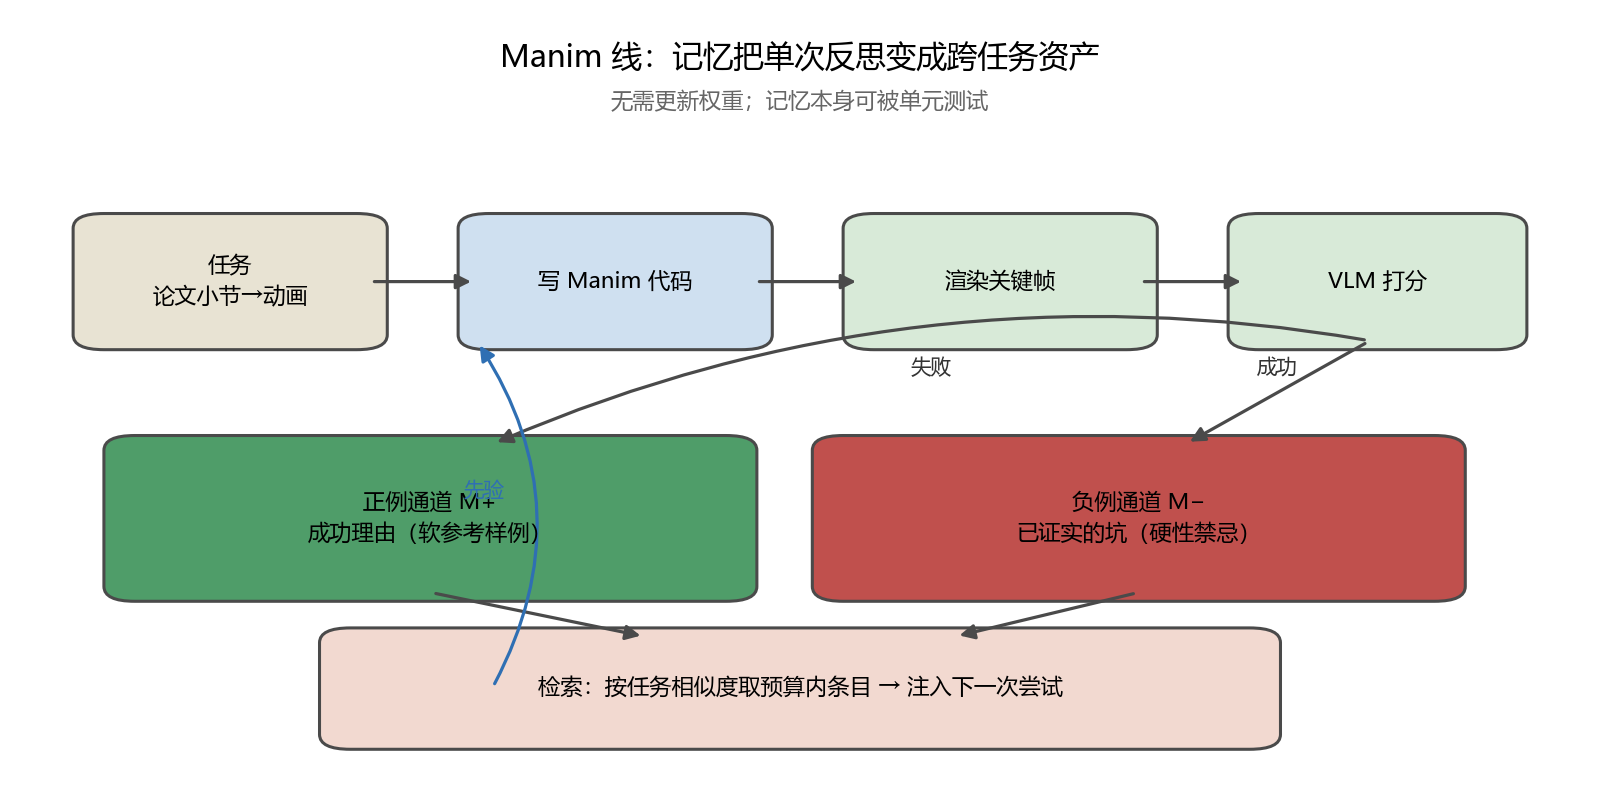 Manim 线：记忆把单次反思变成跨任务资产
无需更新权重；记忆本身可被单元测试
任务
论文小节→动画
写 Manim 代码
渲染关键帧
VLM 打分
失败
成功
先验
正例通道 M+
成功理由（软参考样例）
负例通道 M−
已证实的坑（硬性禁忌）
检索：按任务相似度取预算内条目 → 注入下一次尝试